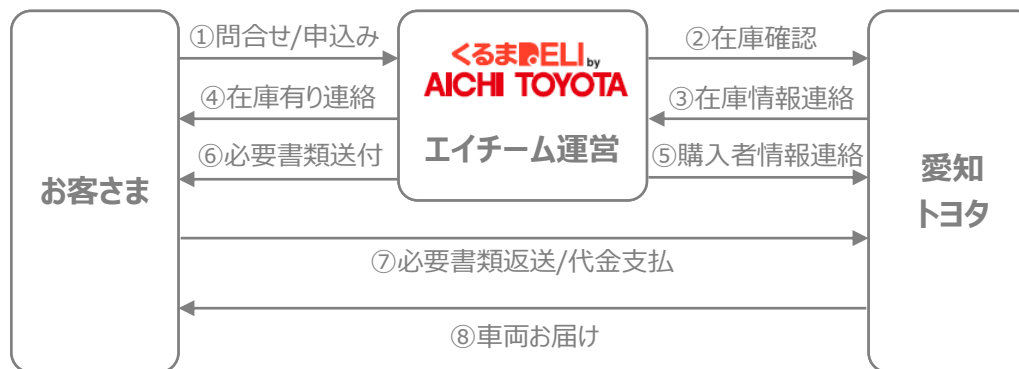 ①問合せ/申込み
②在庫確認
くるまDELI by
AICHI TOYOTA
④在庫有り連絡
③在庫情報連絡
エイチーム運営
⑥必要書類送付
⑤購入者情報連絡
お客さま
愛知
トヨタ
⑦必要書類返送/代金支払
⑧車両お届け